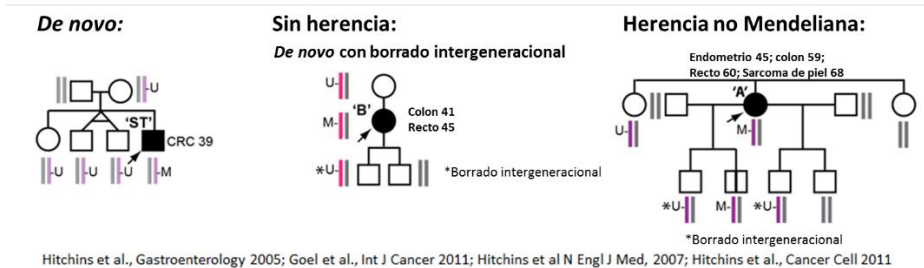 De novo:
Sin herencia:
De novo con borrado intergeneracional
Herencia no Mendeliana:
-U
'ST'
CRC 39
-U
-U
-U
-M
U-
'B'
M-
Colon 41
Recto 45
*U-
*Borrado intergeneracional
Endometrio 45; colon 59;
Recto 60; Sarcoma de piel 68
'A'
U-
M-
*U-
M-
*U-
*Borrado intergeneracional
Hitchins et al., Gastroenterology 2005; Goel et al., Int J Cancer 2011; Hitchins et al N Engl J Med, 2007; Hitchins et al., Cancer Cell 2011